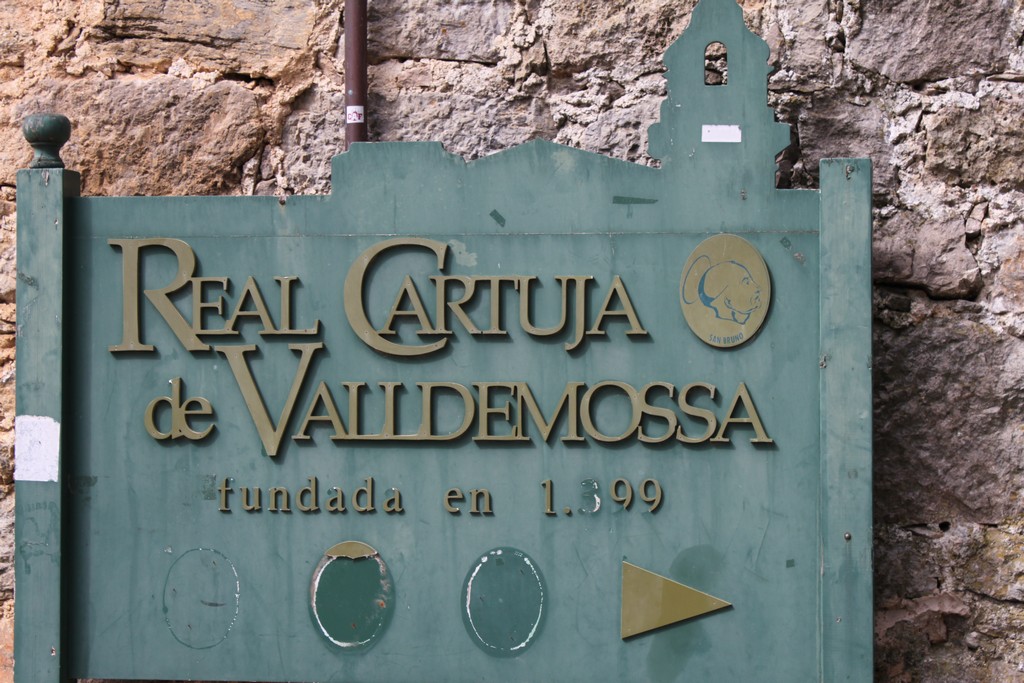 REAL CARTUJA
SAN BRUNO
de VALLDEMOSSA
fundada en 1.399